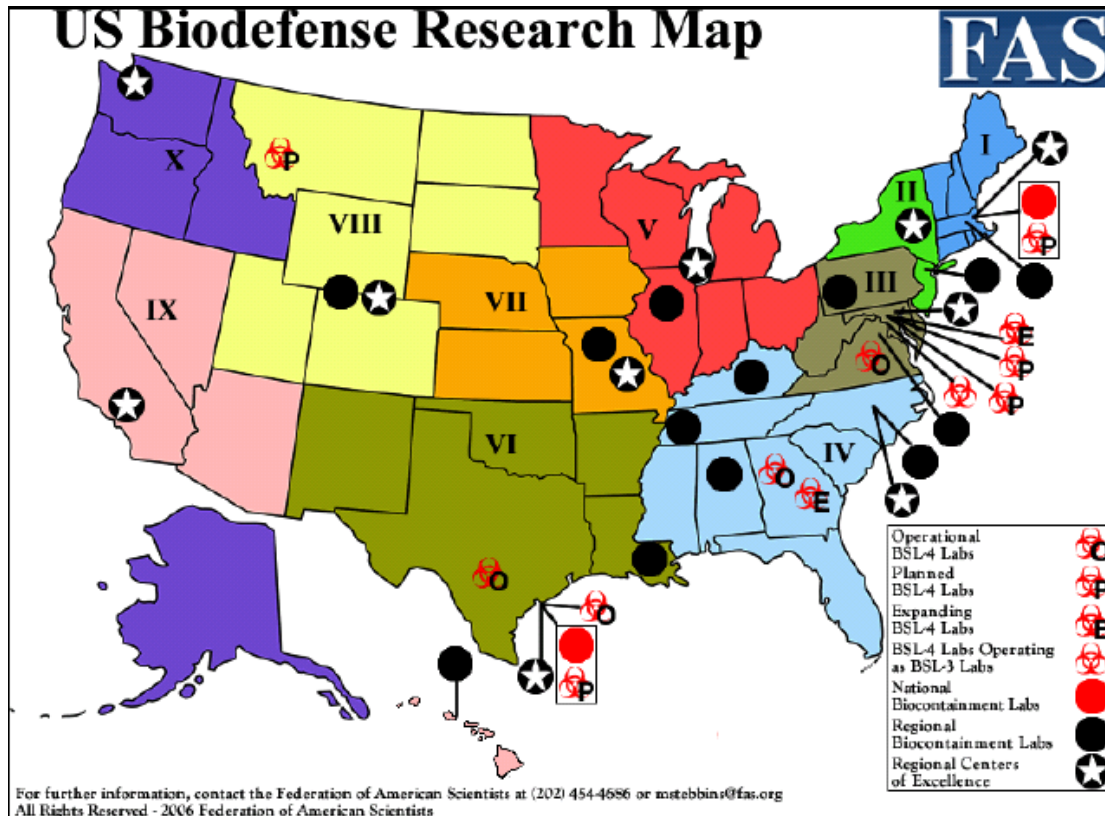 US Biodefense Research Map
FAS
I
II
X
P
VIII
V
P
III
IX
VII
E
O
P
P
VI
IV
O
E
O
O
P
Operational
BSL-4 Labs
O
Planned
BSL-4 Labs
P
Expanding
BSL-4 Labs
E
BSL-4 Labs Operating
as BSL-3 Labs
National
Biocontainment Labs
Regional
Biocontainment Labs
Regional Centers
of Excellence
For further information, contact the Federation of American Scientists at (202) 454-4686 or mstebbins@fas.org
All Rights Reserved - 2006 Federation of American Scientists